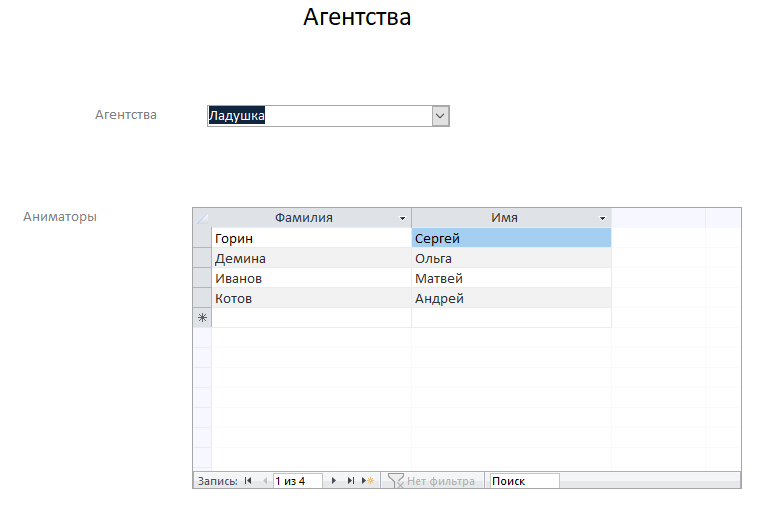 Агентства
Агентства Ладушка
Аниматоры
Фамилия Имя
Горин Сергей
Демина Ольга
Иванов Матвей
Котов Андрей
Запись: 1 из 4 Нет фильтра Поиск